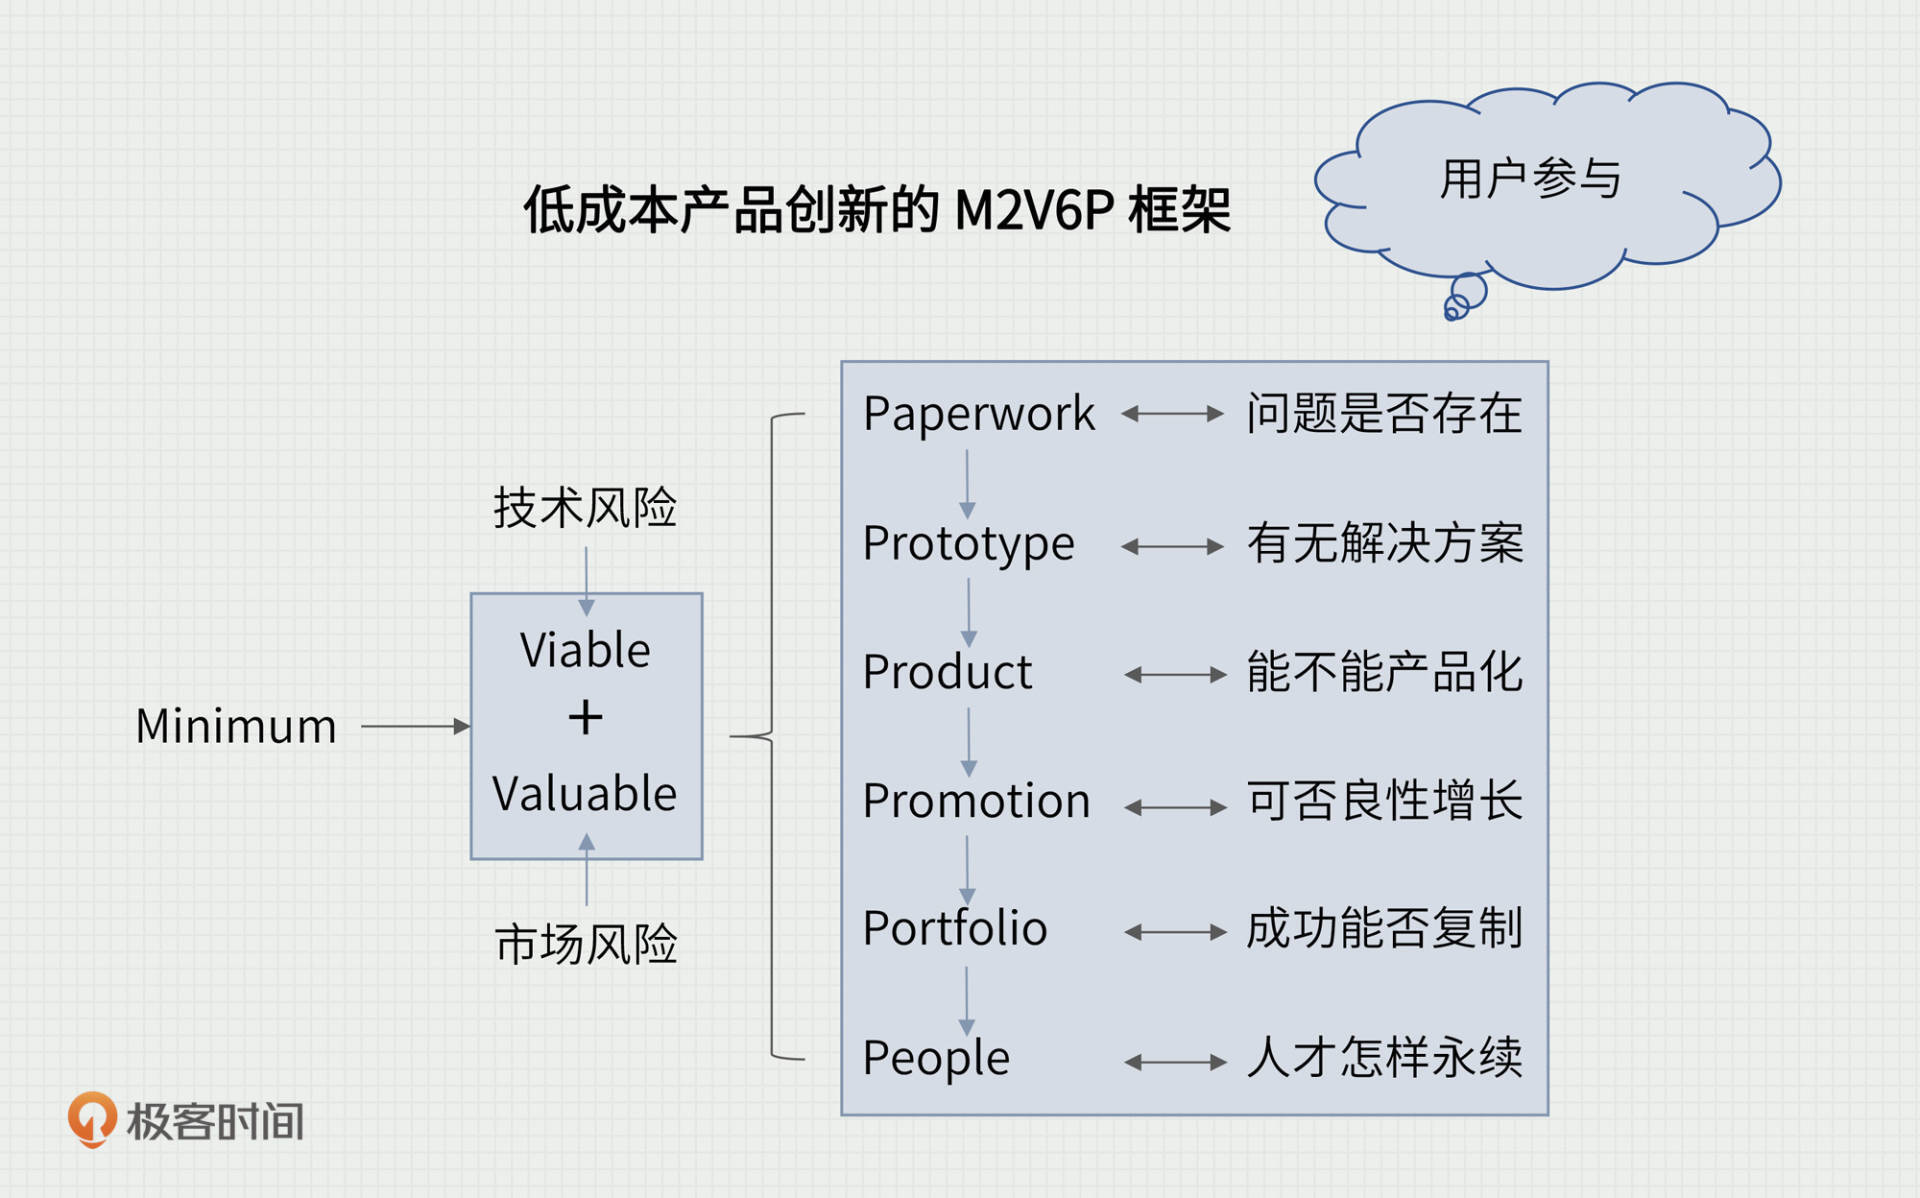 用户参与
低成本产品创新的 M2V6P 框架
Minimum
技术风险
Viable
+
Valuable
市场风险
Paperwork 问题是否存在
Prototype 有无解决方案
Product 能不能产品化
Promotion 可否良性增长
Portfolio 成功能否复制
People 人才怎样永续
极客时间